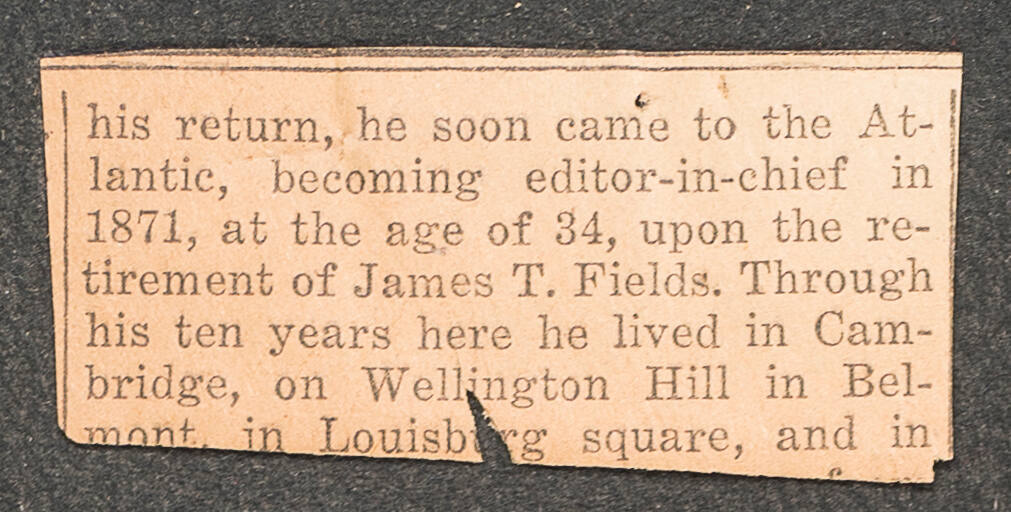 his return, he soon came to the At-
lantic, becoming editor-in-chief in
1871, at the age of 34, upon the re-
tirement of James T. Fields. Through
his ten years here he lived in Cam-
bridge, on Wellington Hill in Bel-
mont, in Louisburg square, and in